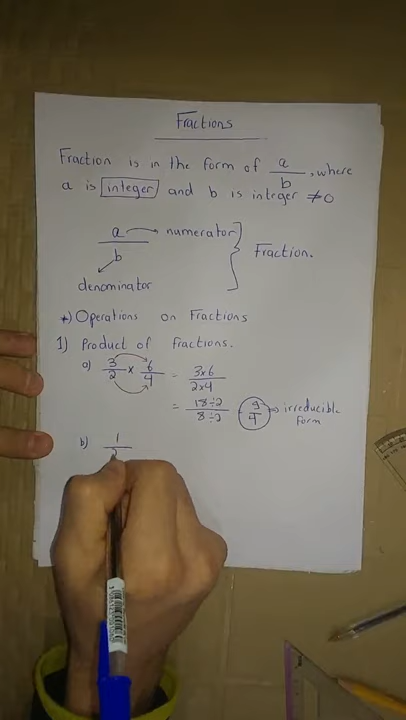 Fractions
Fraction is in the form of a/b, where
a is integer and b is integer ≠0
a → numerator
b
denominator
Fraction.
*) Operations on Fractions
1) Product of fractions.
a) 3/2 × 6/4 = 3×6/2×4
= 18÷2/8÷2 = 9/4 → irreducible form
b) 1/2